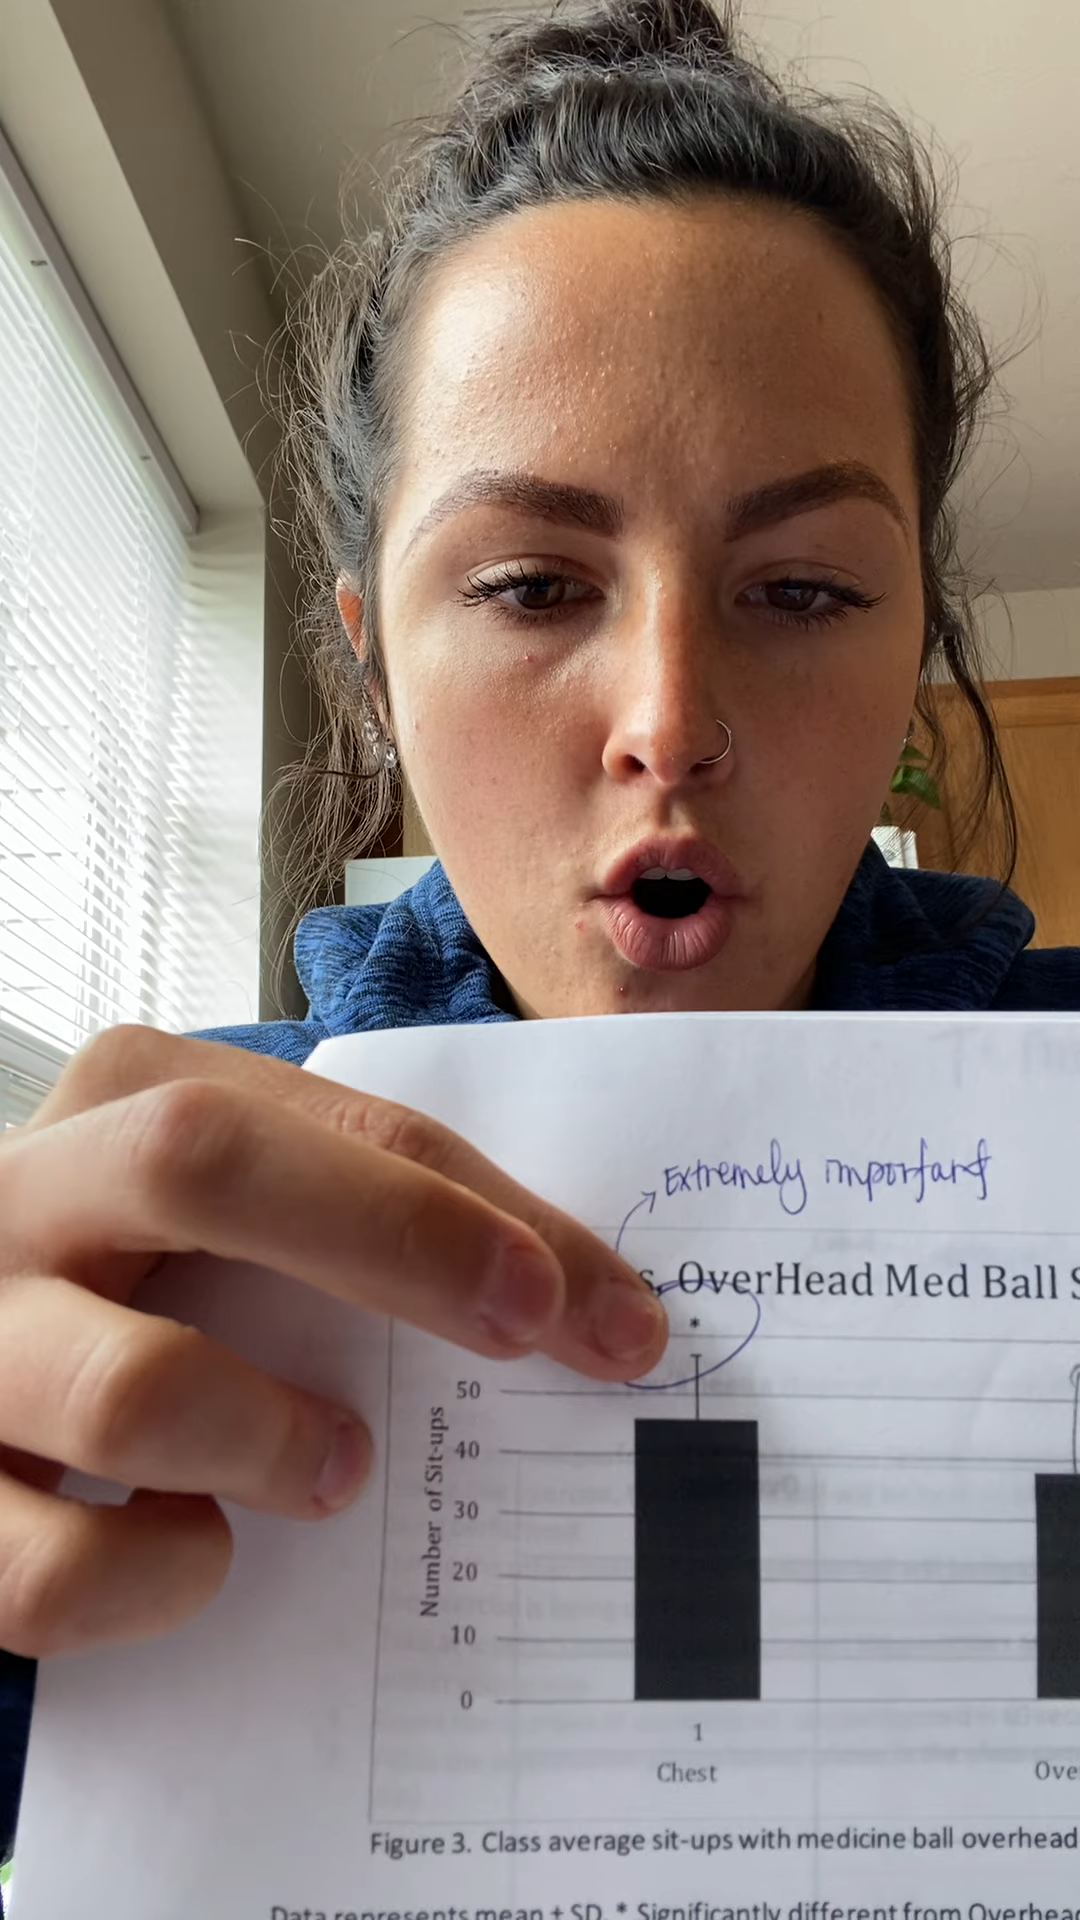 Extremely important
s. OverHead Med Ball S
*
50
40
30
20
10
0
Number of Sit-ups
1
Chest
Ove
Figure 3. Class average sit-ups with medicine ball overhead
Data represents mean ± SD. * Significantly different from Overhead